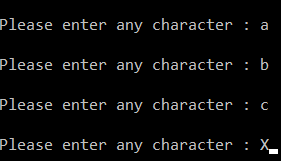 Please enter any character : a
Please enter any character : b
Please enter any character : c
Please enter any character : X